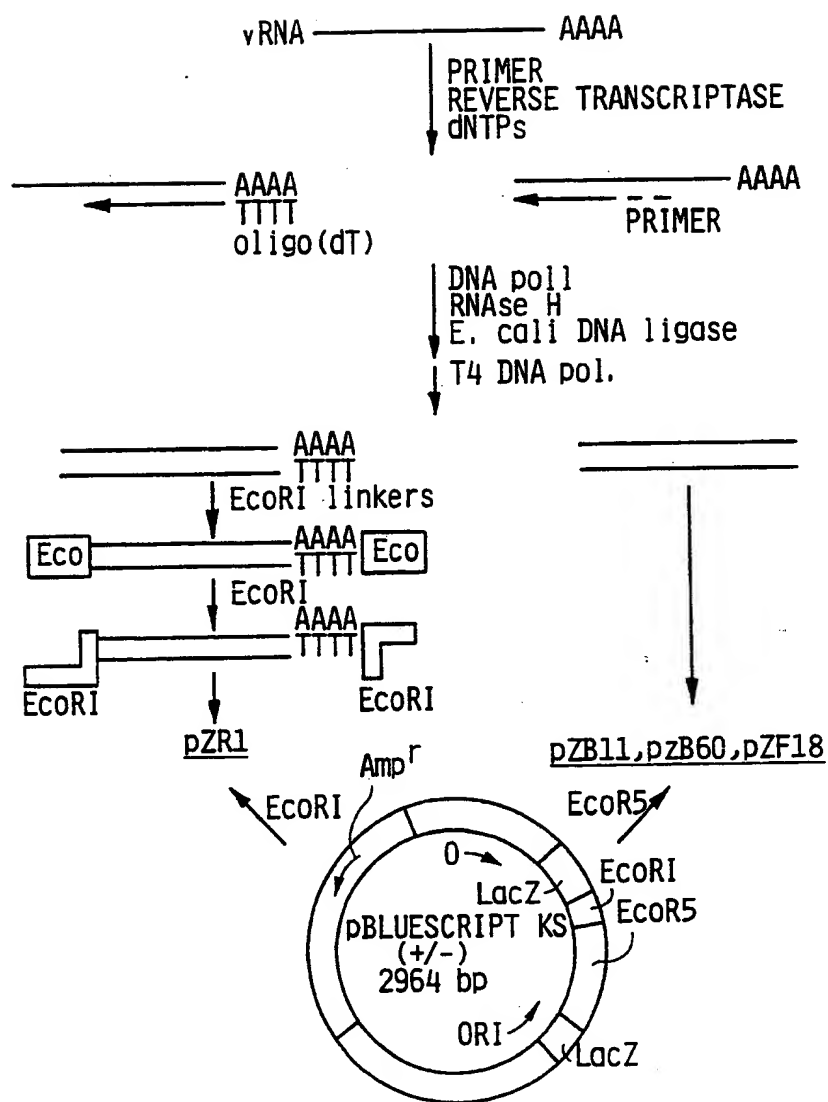 vRNA AAAA
PRIMER
REVERSE TRANSCRIPTASE
dNTPs
AAAA
TTTT
oligo(dT)
AAAA
PRIMER
DNA polI
RNAse H
E. cali DNA ligase
T4 DNA pol.
AAAA
TTTT
EcoRI linkers
Eco
AAAA
TTTT
Eco
EcoRI
AAAA
TTTT
EcoRI
EcoRI
pZR1
pZB11,pzB60,pZF18
Ampr
EcoRI
EcoR5
O
LacZ
EcoRI
EcoR5
pBLUESCRIPT KS
(+/-)
2964 bp
ORI
LacZ